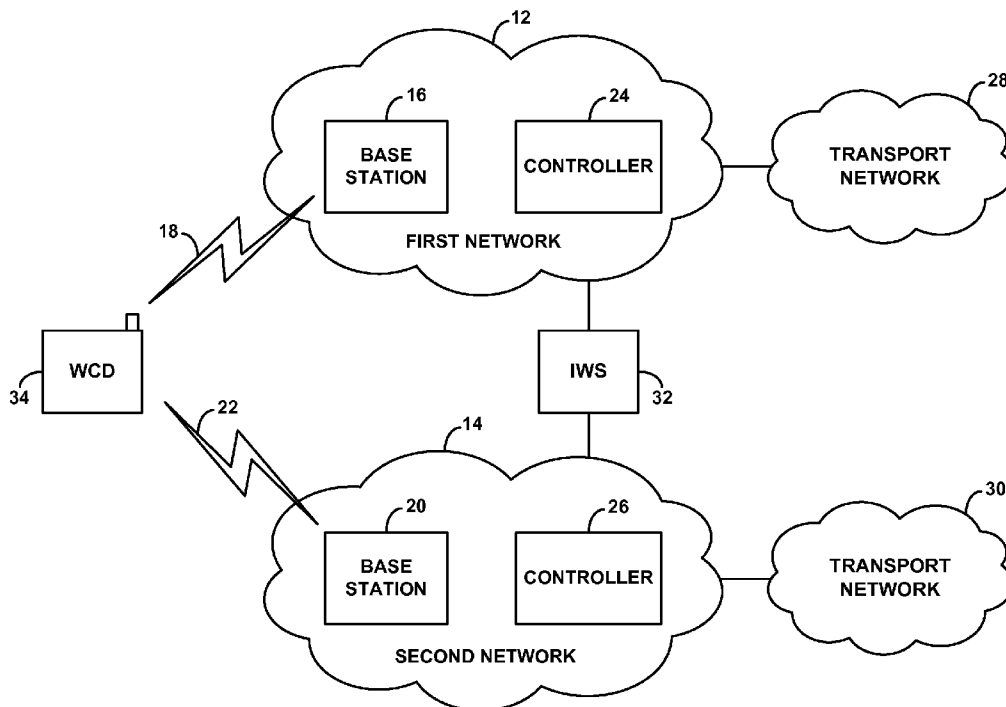 12
16
24
28
BASE
STATION
CONTROLLER
TRANSPORT
NETWORK
18
FIRST NETWORK
WCD
34
IWS
32
22
14
20
26
30
BASE
STATION
CONTROLLER
TRANSPORT
NETWORK
SECOND NETWORK